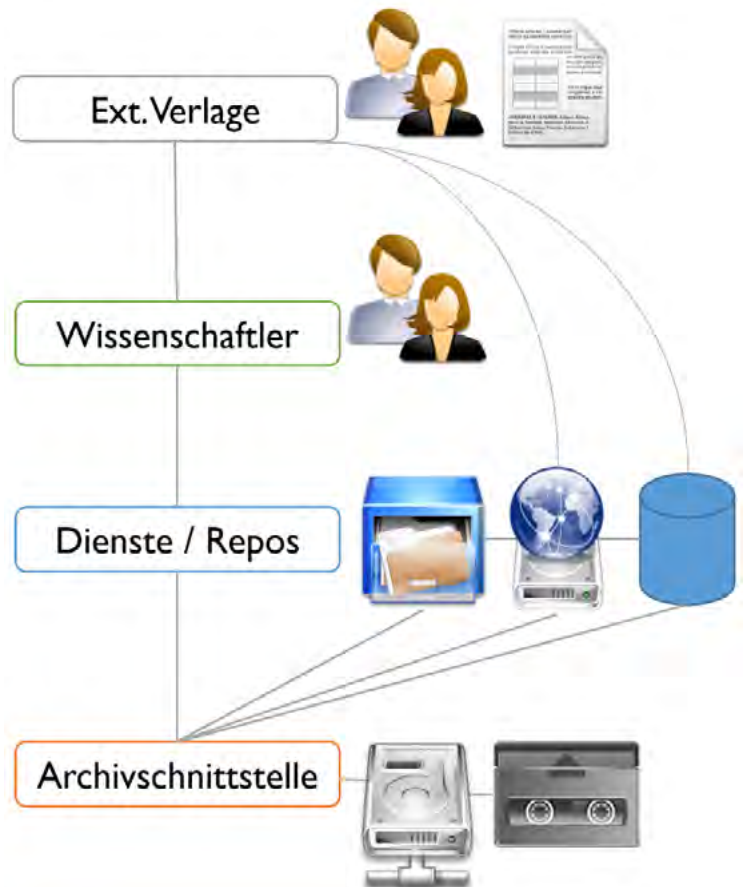 Ext. Verlage
Wissenschaftler
Dienste / Repos
Archivschnittstelle